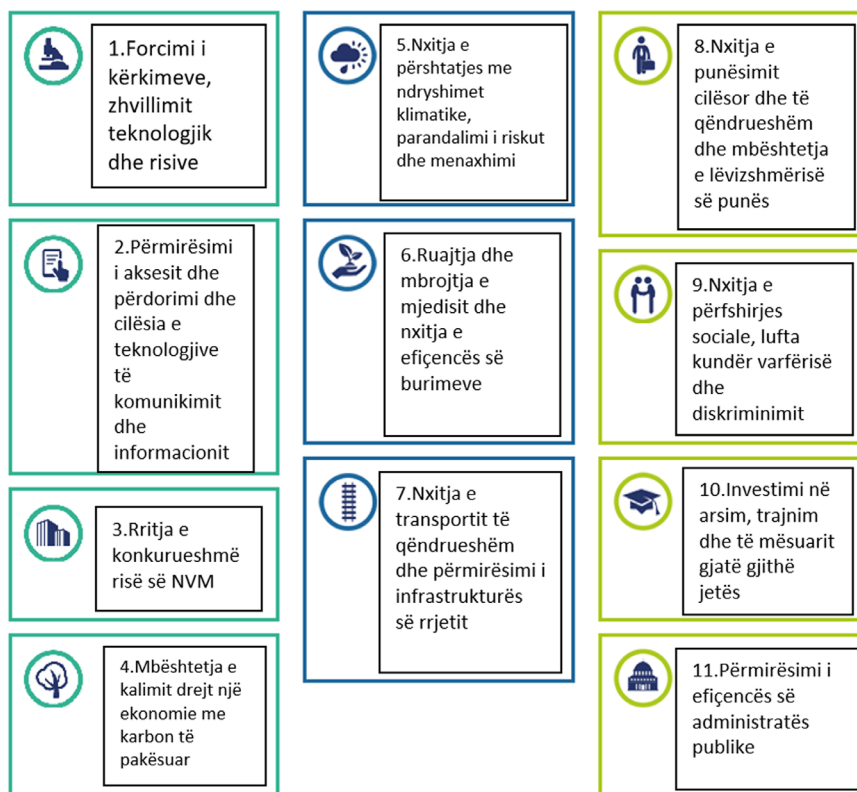 1.Forcimi i
kërkimeve,
zhvillimit
teknologjik
dhe risive
2.Përmirësimi
i aksesit dhe
përdorimi dhe
cilësia e
teknologjive
të
komunikimit
dhe
informacionit
3.Rritja e
konkurueshmë
risë së NVM
4.Mbështetja e
kalimit drejt një
ekonomie me
karbon të
pakësuar
5.Nxitja e
përshtatjes me
ndryshimet
klimatike,
parandalimi i riskut
dhe menaxhimi
6.Ruajtja dhe
mbrojtja e
mjedisit dhe
nxitja e
efiçencës së
burimeve
7.Nxitja e
transportit të
qëndrueshëm
dhe përmirësimi i
infrastrukturës
së rrjetit
8.Nxitja e
punësimit
cilësor dhe të
qëndrueshëm
dhe mbështetja
e lëvizshmërisë
së punës
9.Nxitja e
përfshirjes
sociale, lufta
kundër varfërisë
dhe
diskriminimit
10.Investimi në
arsim, trajnim
dhe të mësuarit
gjatë gjithë
jetës
11.Përmirësimi i
efiçencës së
administratës
publike